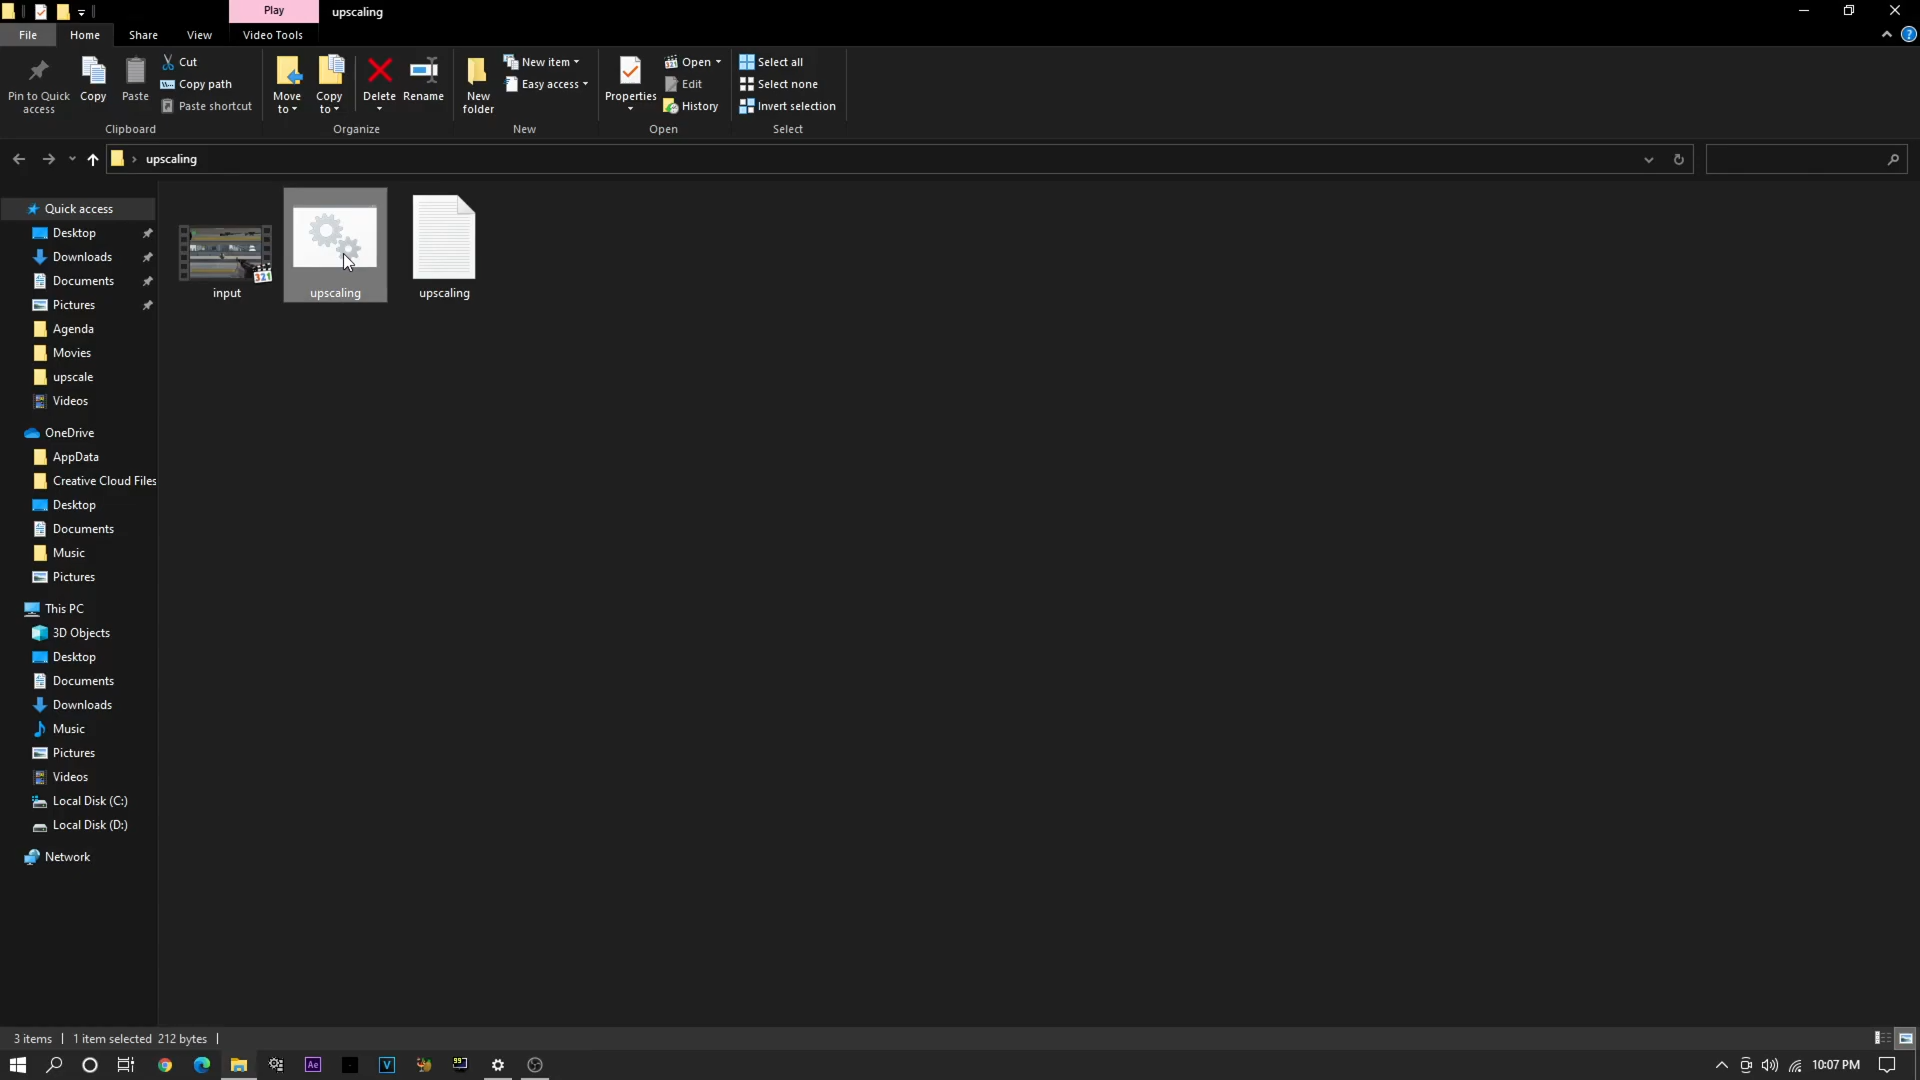 Play
upscaling
File
Home
Share
View
Video Tools
Pin to Quick access
Copy
Paste
Cut
Copy path
Paste shortcut
Clipboard
Move to
Copy to
Delete
Rename
Organize
New folder
New item
Easy access
New
Properties
Open
Edit
History
Open
Select all
Select none
Invert selection
Select
upscaling
Quick access
Desktop
Downloads
Documents
Pictures
Agenda
Movies
upscale
Videos
OneDrive
AppData
Creative Cloud Files
Desktop
Documents
Music
Pictures
This PC
3D Objects
Desktop
Documents
Downloads
Music
Pictures
Videos
Local Disk (C:)
Local Disk (D:)
Network
321
input
upscaling
upscaling
3 items
1 item selected 212 bytes
Ae
V
99
10:07 PM